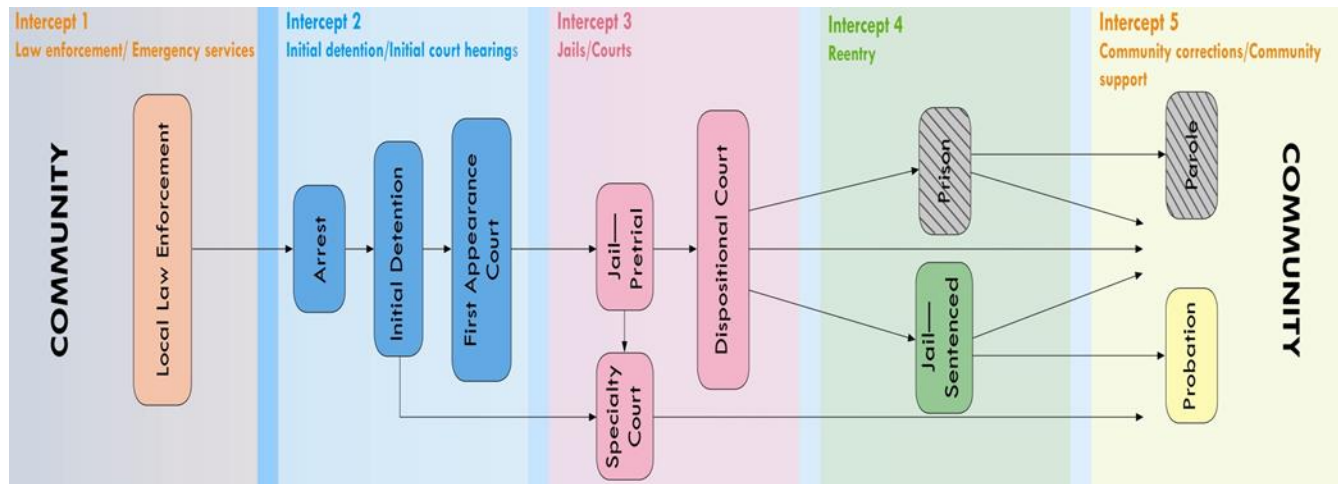 Intercept 1
Law enforcement/ Emergency services
Intercept 2
Initial detention/Initial court hearings
Intercept 3
Jails/Courts
Intercept 4
Reentry
Intercept 5
Community corrections/Community
support
COMMUNITY
Local Law Enforcement
Arrest
Initial Detention
First Appearance
Court
Jail—
Pretrial
Specialty
Court
Dispositional Court
Prison
Jail—
Sentenced
Parole
Probation
COMMUNITY